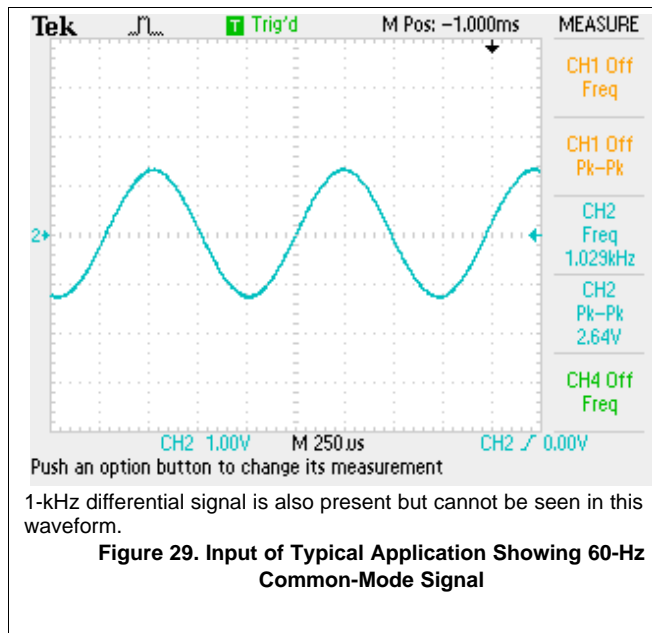 Tek T Trig'd M Pos: -1.000ms MEASURE
CH1 Off
Freq
CH1 Off
Pk-Pk
2
CH2
Freq
1.029kHz
CH2
Pk-Pk
2.64V
CH4 Off
Freq
CH2 1.00V M 250us CH2 0.00V
Push an option button to change its measurement
1-kHz differential signal is also present but cannot be seen in this
waveform.
Figure 29. Input of Typical Application Showing 60-Hz
Common-Mode Signal